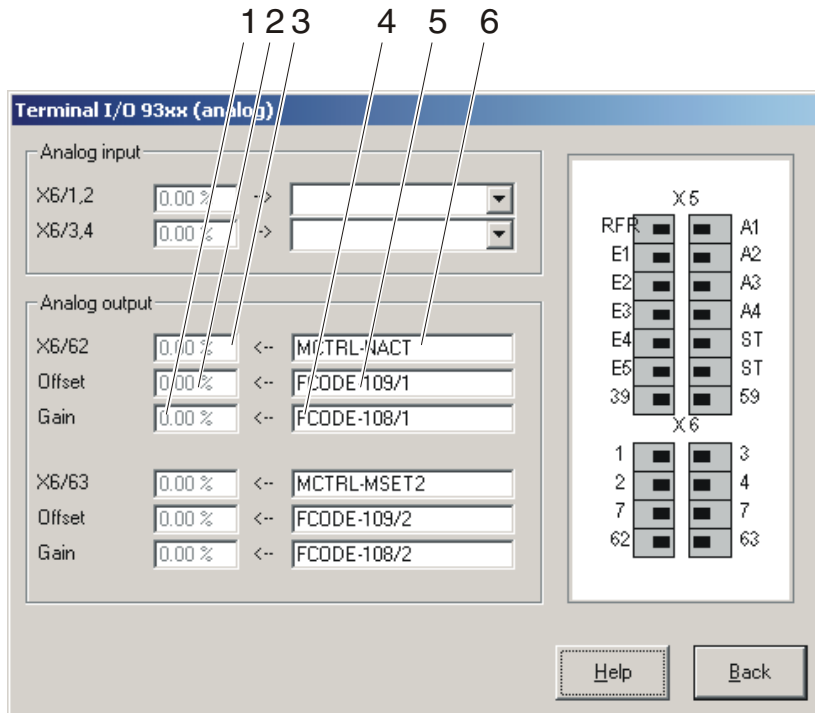 1 2 3 4 5 6
Terminal I/O 93xx (analog)
Analog input
X6/1,2 0.00 % -->
X6/3,4 0.00 % ->
Analog output
X6/62 0.00 % <-- MCTRL-NACT
Offset 0.00 % <-- FCODE-109/1
Gain 0.00 % <-- FCODE-108/1
X6/63 0.00 % <-- MCTRL-MSET2
Offset 0.00 % <-- FCODE-109/2
Gain 0.00 % <-- FCODE-108/2
X5
RFR A1
E1 A2
E2 A3
E3 A4
E4 ST
E5 ST
39 59
X6
1 3
2 4
7 7
62 63
Help Back